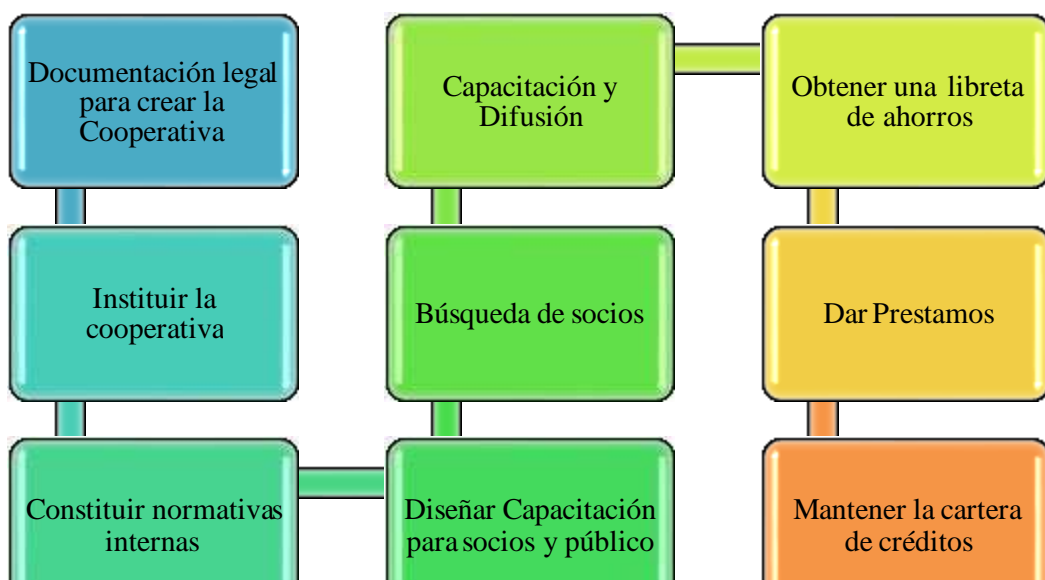 Documentación legal
para crear la
Cooperativa
Instituir la
cooperativa
Constituir normativas
internas
Diseñar Capacitación
para socios y público
Búsqueda de socios
Capacitación y
Difusión
Obtener una libreta
de ahorros
Dar Prestamos
Mantener la cartera
de créditos